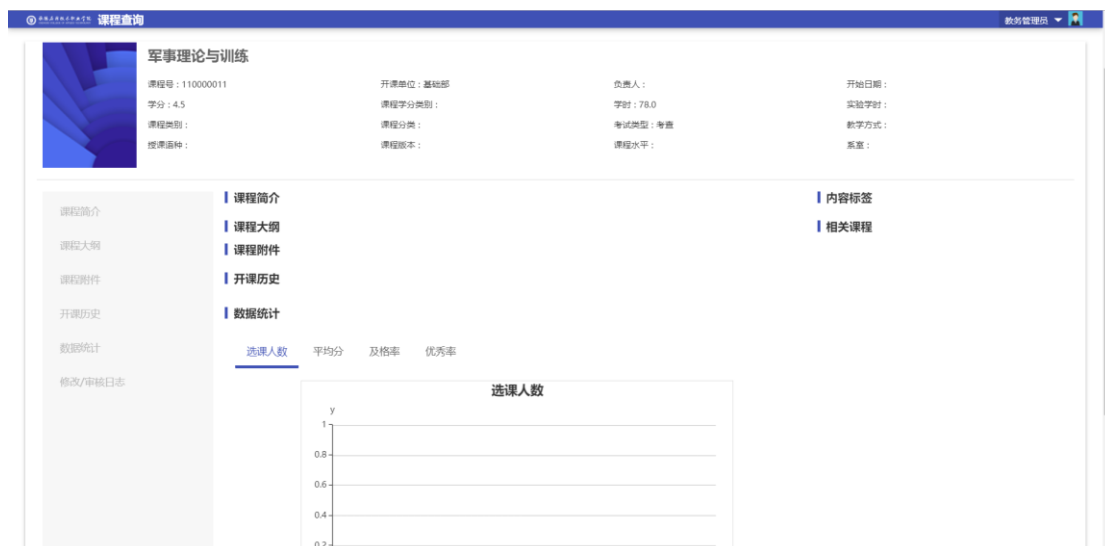 课程查询
教务管理员
军事理论与训练
课程号：110000011 开课单位：基础部 负责人： 开始日期：
学分：4.5 课程学分类别： 学时：78.0 实验学时：
课程类别： 课程分类： 考试类型：考查 教学方式：
授课语种： 课程版本： 课程水平： 系室：
课程简介
课程大纲
课程附件
开课历史
数据统计
修改/审核日志
课程简介
课程大纲
课程附件
开课历史
数据统计
选课人数 平均分 及格率 优秀率
选课人数
y
1
0.8
0.6
0.4
0.2
内容标签
相关课程